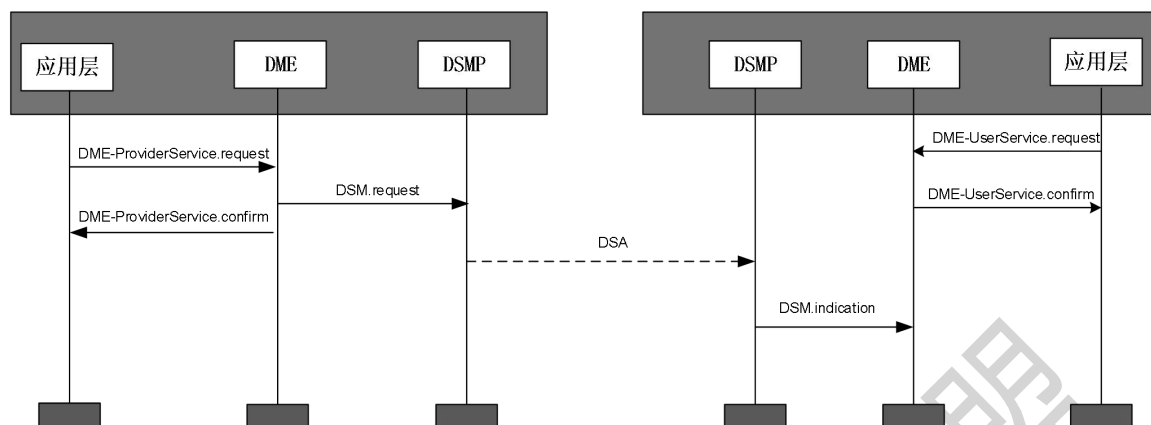 应用层
DME
DSMP
DSMP
DME
应用层
DME-UserService.request
DME-ProviderService.request
DSM.request
DME-UserService.confirm
DME-ProviderService.confirm
DSA
DSM.indication
明